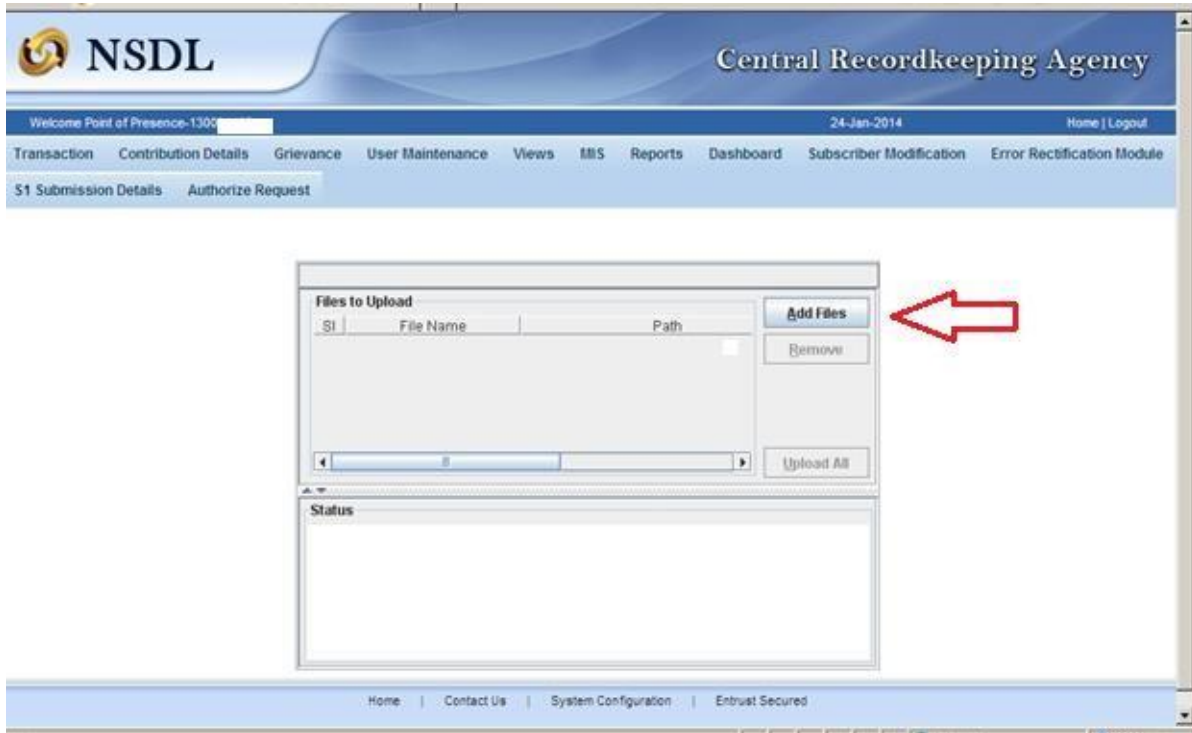 NSDL
Central Recordkeeping Agency
Welcome Point of Presence-1300
24-Jan-2014
Home | Logout
Transaction Contribution Details Grievance User Maintenance Views MIS Reports Dashboard Subscriber Modification Error Rectification Module
S1 Submission Details Authorize Request
Files to Upload
SI File Name Path
Add Files
Remove
Upload All
Status
Home | Contact Us | System Configuration | Entrust Secured